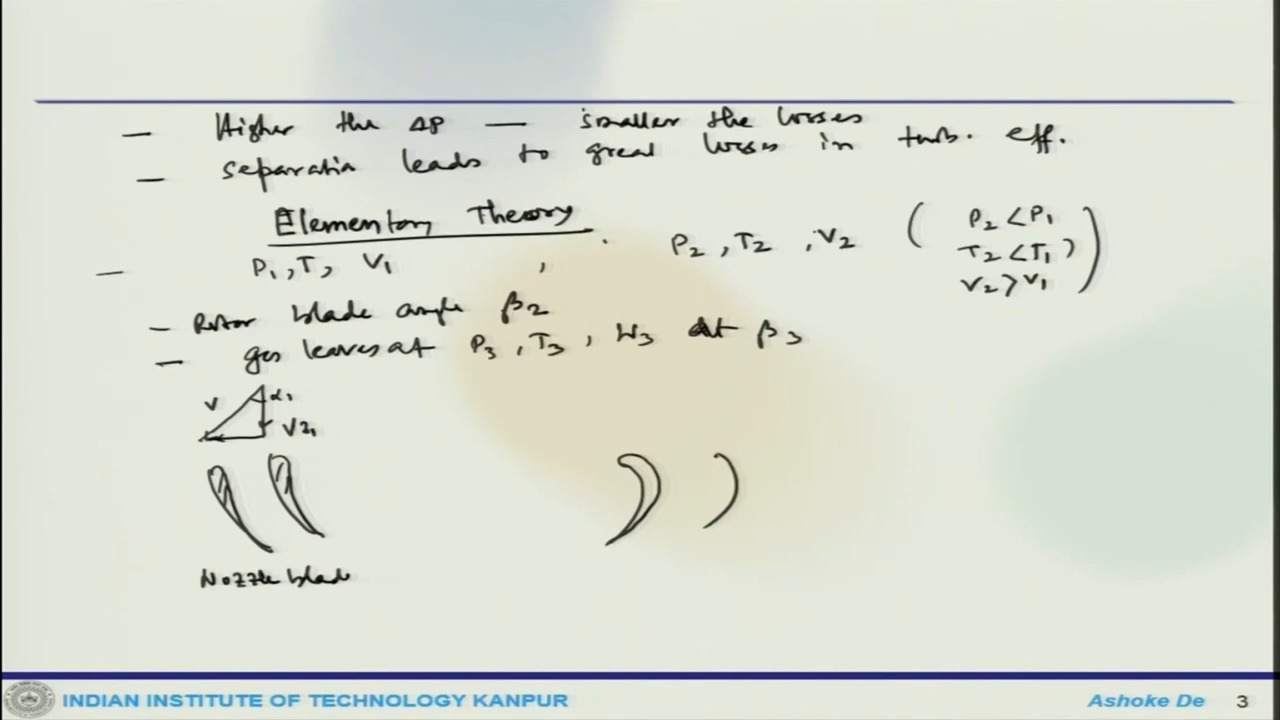 — Higher the ΔP — smaller the losses
— separatin leads to great losses in turb. eff.
Elementary Theory
— P₁, T₁ V₁ , P₂, T₂, V₂ ( P₂ < P₁
T₂ < T₁ )
V₂ > V₁
— Rotor blade angle β₂
— gas leaves at P₃, T₃, W₃ At β₃
V α₁
Vz₁
Nozzle blade
INDIAN INSTITUTE OF TECHNOLOGY KANPUR
Ashoke De 3